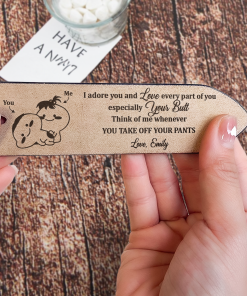 HAVE
A NICE
You
Me
I adore you and Love every part of you
especially Your Butt
Think of me whenever
YOU TAKE OFF YOUR PANTS
Love, Emily